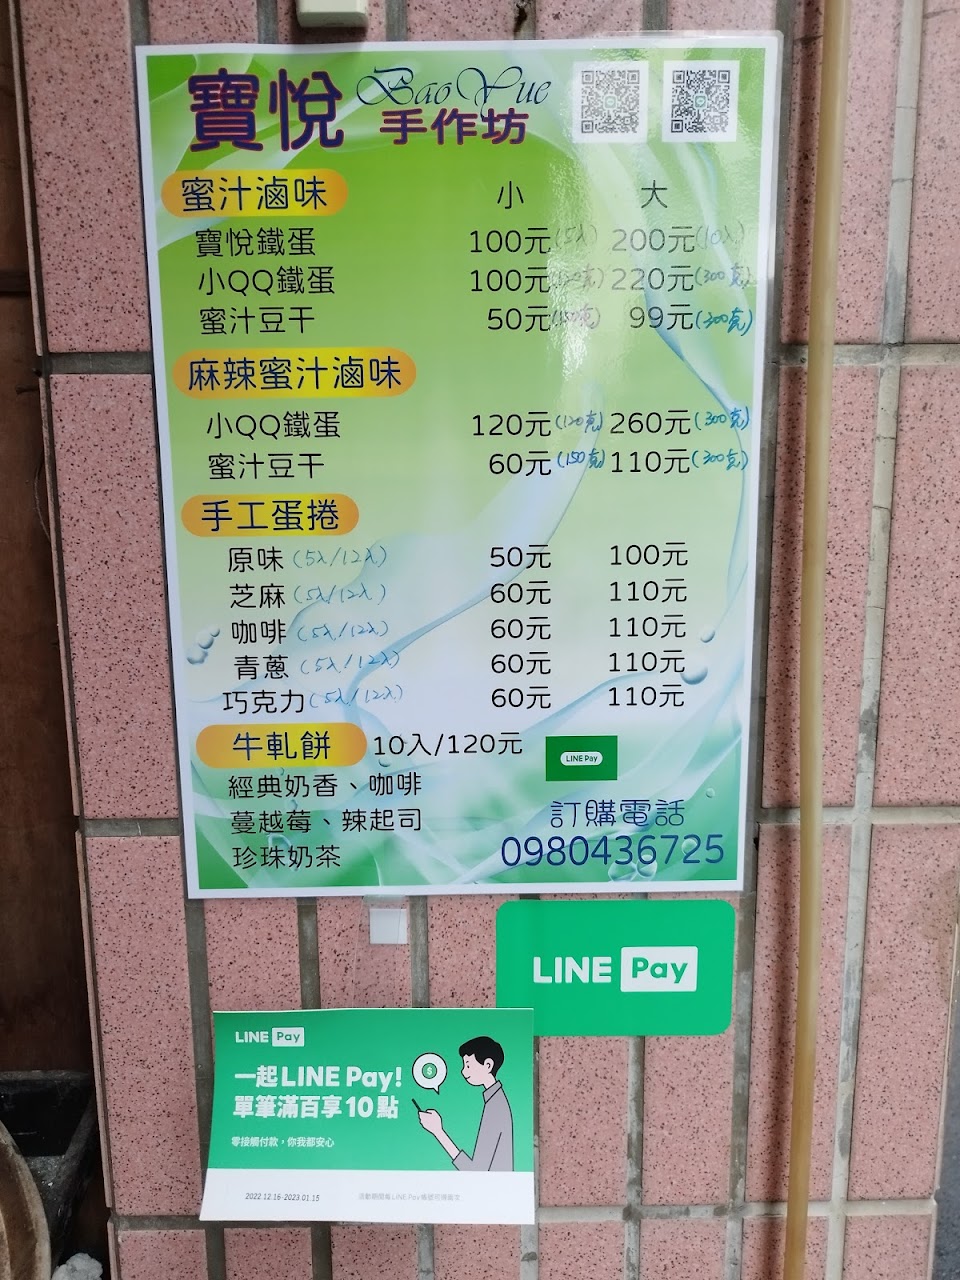 寶悅 BaoYue
手作坊
蜜汁滷味 小 大
寶悅鐵蛋 100元(5入) 200元(10入)
小QQ鐵蛋 100元 220元(300克)
蜜汁豆干 50元(150克) 99元(300克)
麻辣蜜汁滷味
小QQ鐵蛋 120元(120克) 260元(300克)
蜜汁豆干 60元(150克) 110元(300克)
手工蛋捲
原味(5入/12入) 50元 100元
芝麻(5入/12入) 60元 110元
咖啡(5入/12入) 60元 110元
青蔥(5入/12入) 60元 110元
巧克力(5入/12入) 60元 110元
牛軋餅 10入/120元
LINE Pay
經典奶香、咖啡
蔓越莓、辣起司
珍珠奶茶
訂購電話
0980436725
LINE Pay
LINE Pay
一起LINE Pay!
單筆滿百享10點
零接觸付款，你我都安心
2022.12.16-2023.01.15